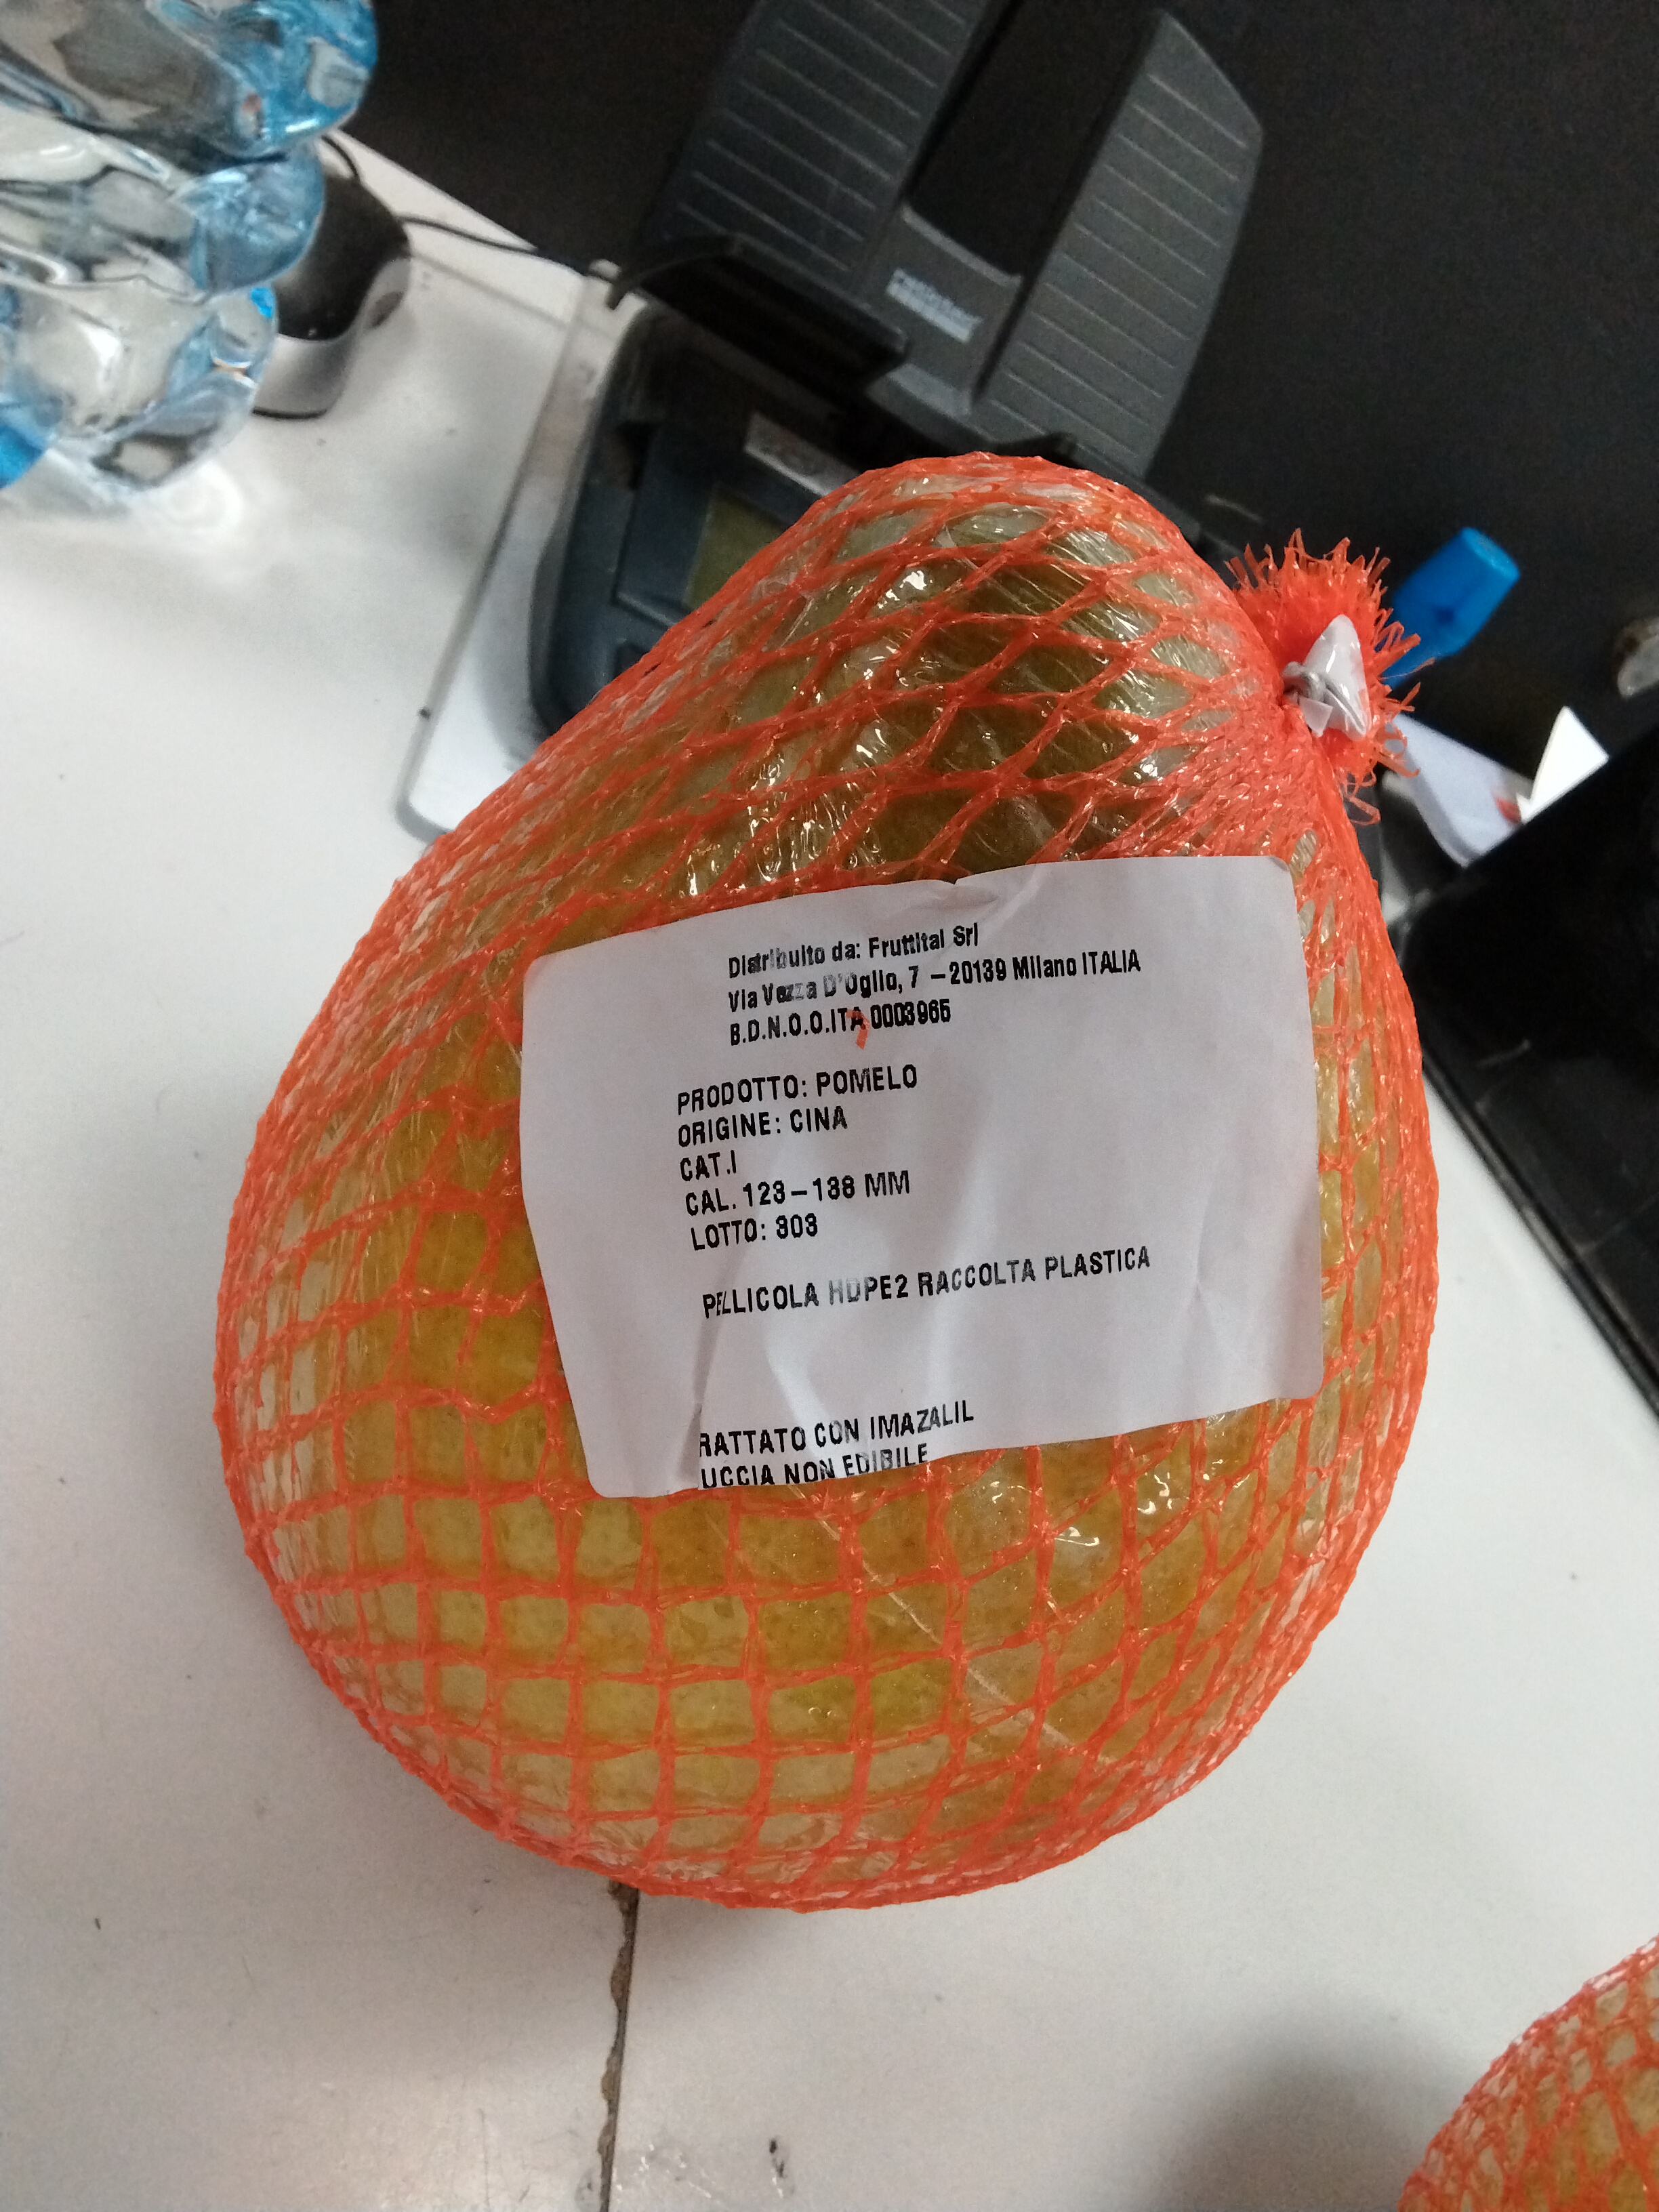 Distribuito da: Fruttital Srl
Via Vezza D'Oglio, 7 – 20139 Milano ITALIA
B.D.N.O.O.ITA 0003965
PRODOTTO: POMELO
ORIGINE: CINA
CAT.I
CAL. 123–138 MM
LOTTO: 303
PELLICOLA HDPE2 RACCOLTA PLASTICA
RATTATO CON IMAZALIL
UCCIA NON EDIBILE